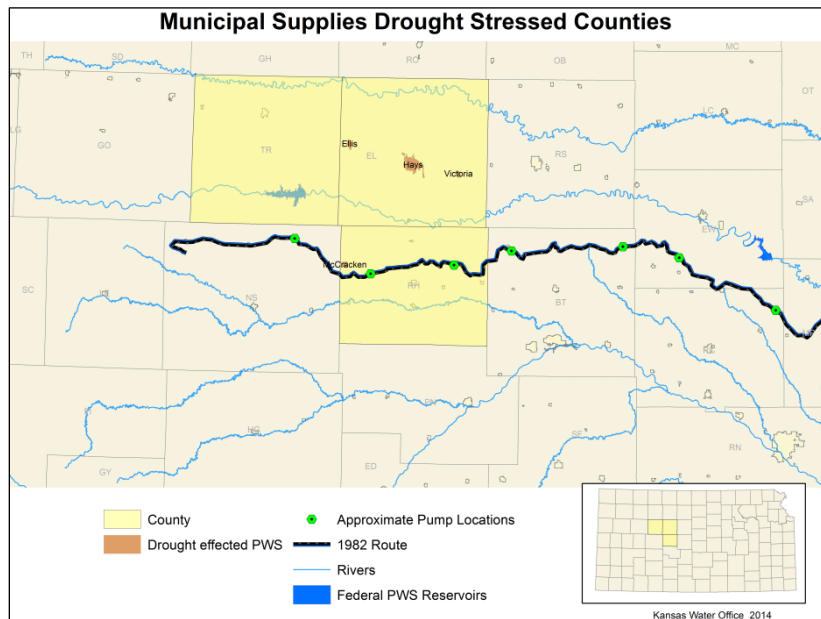 Municipal Supplies Drought Stressed Counties
TH
SD
GH
RO
OB
MC
LG
GO
TR
Ellis
EL
Hays
Victoria
RS
LC
OT
SA
EW
SC
NS
McCracken
RH
BT
HG
PN
SF
RN
GY
ED
County
Drought effected PWS
Approximate Pump Locations
1982 Route
Rivers
Federal PWS Reservoirs
Kansas Water Office 2014